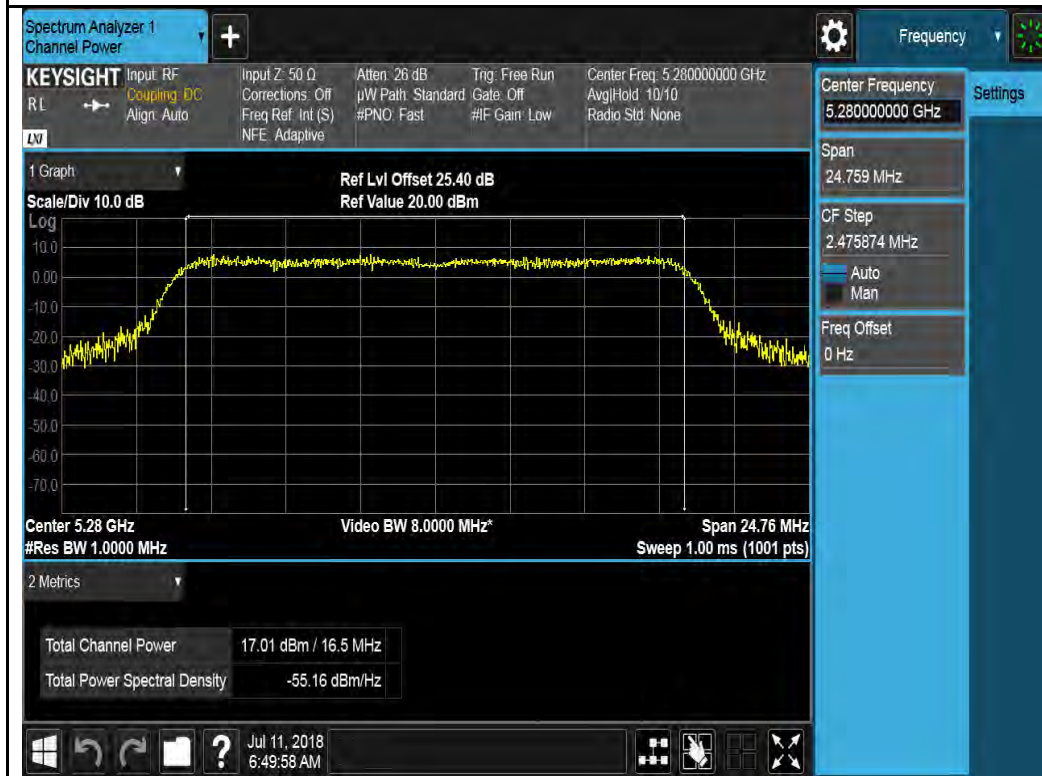 Spectrum Analyzer 1
Channel Power
+
Frequency
KEYSIGHT
RL
LXI
Input: RF
Coupling: DC
Align: Auto
Input Z: 50 Ω
Corrections: Off
Freq Ref: Int (S)
NFE: Adaptive
Atten: 26 dB
µW Path: Standard
#PNO: Fast
Trig: Free Run
Gate: Off
#IF Gain: Low
Center Freq: 5.280000000 GHz
Avg|Hold: 10/10
Radio Std: None
Center Frequency
5.280000000 GHz
Settings
Span
24.759 MHz
CF Step
2.475874 MHz
Auto
Man
Freq Offset
0 Hz
1 Graph
Scale/Div 10.0 dB
Ref Lvl Offset 25.40 dB
Ref Value 20.00 dBm
Log
10.0
0.00
-10.0
-20.0
-30.0
-40.0
-50.0
-60.0
-70.0
Center 5.28 GHz
#Res BW 1.0000 MHz
Video BW 8.0000 MHz*
Span 24.76 MHz
Sweep 1.00 ms (1001 pts)
2 Metrics
Total Channel Power 17.01 dBm / 16.5 MHz
Total Power Spectral Density -55.16 dBm/Hz
?
Jul 11, 2018
6:49:58 AM